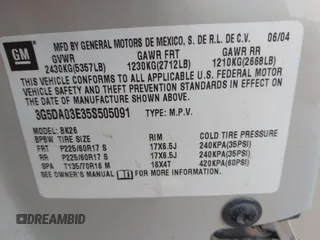 GM
MFD BY GENERAL MOTORS DE MEXICO, S. DE R.L. DE C.V. 06/04
GVWR GAWR FRT GAWR RR
2430KG(5357LB) 1230KG(2712LB) 1210KG(2668LB)
THIS VEHICLE CONFORMS TO ALL APPLICABLE U.S. FEDERAL MOTOR
VEHICLE SAFETY, BUMPER, AND THEFT PREVENTION STANDARDS IN
EFFECT ON THE DATE OF MANUFACTURE SHOWN ABOVE.
3G5DA03E35S505091 TYPE: M.P.V.
MODEL: BK26
BPBW TIRE SIZE RIM COLD TIRE PRESSURE
FRT P225/60R17 S 17X6.5J 240KPA(35PSI)
RR P225/60R17 S 17X6.5J 240KPA(35PSI)
SPA T135/70R16 M 16X4T 420KPA(60PSI)
SEE OWNER'S MANUAL
DREAMBID